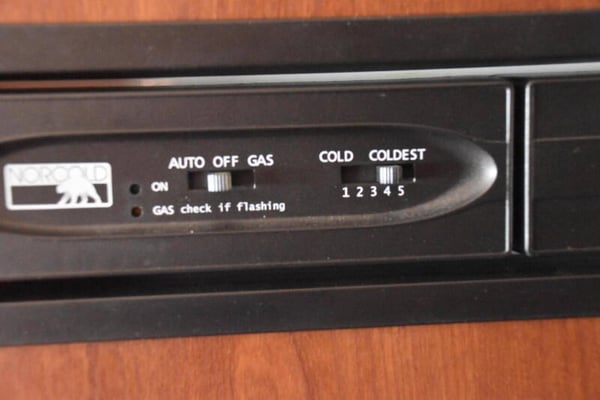 NORCOLD
AUTO OFF GAS
ON
GAS check if flashing
COLD COLDEST
1 2 3 4 5